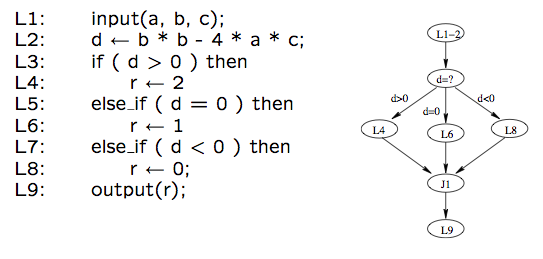 L1: input(a, b, c);
L2: d ← b * b - 4 * a * c;
L3: if ( d > 0 ) then
L4: r ← 2
L5: else_if ( d = 0 ) then
L6: r ← 1
L7: else_if ( d < 0 ) then
L8: r ← 0;
L9: output(r);
L1-2
d=?
d>0
d=0
d<0
L4
L6
L8
J1
L9